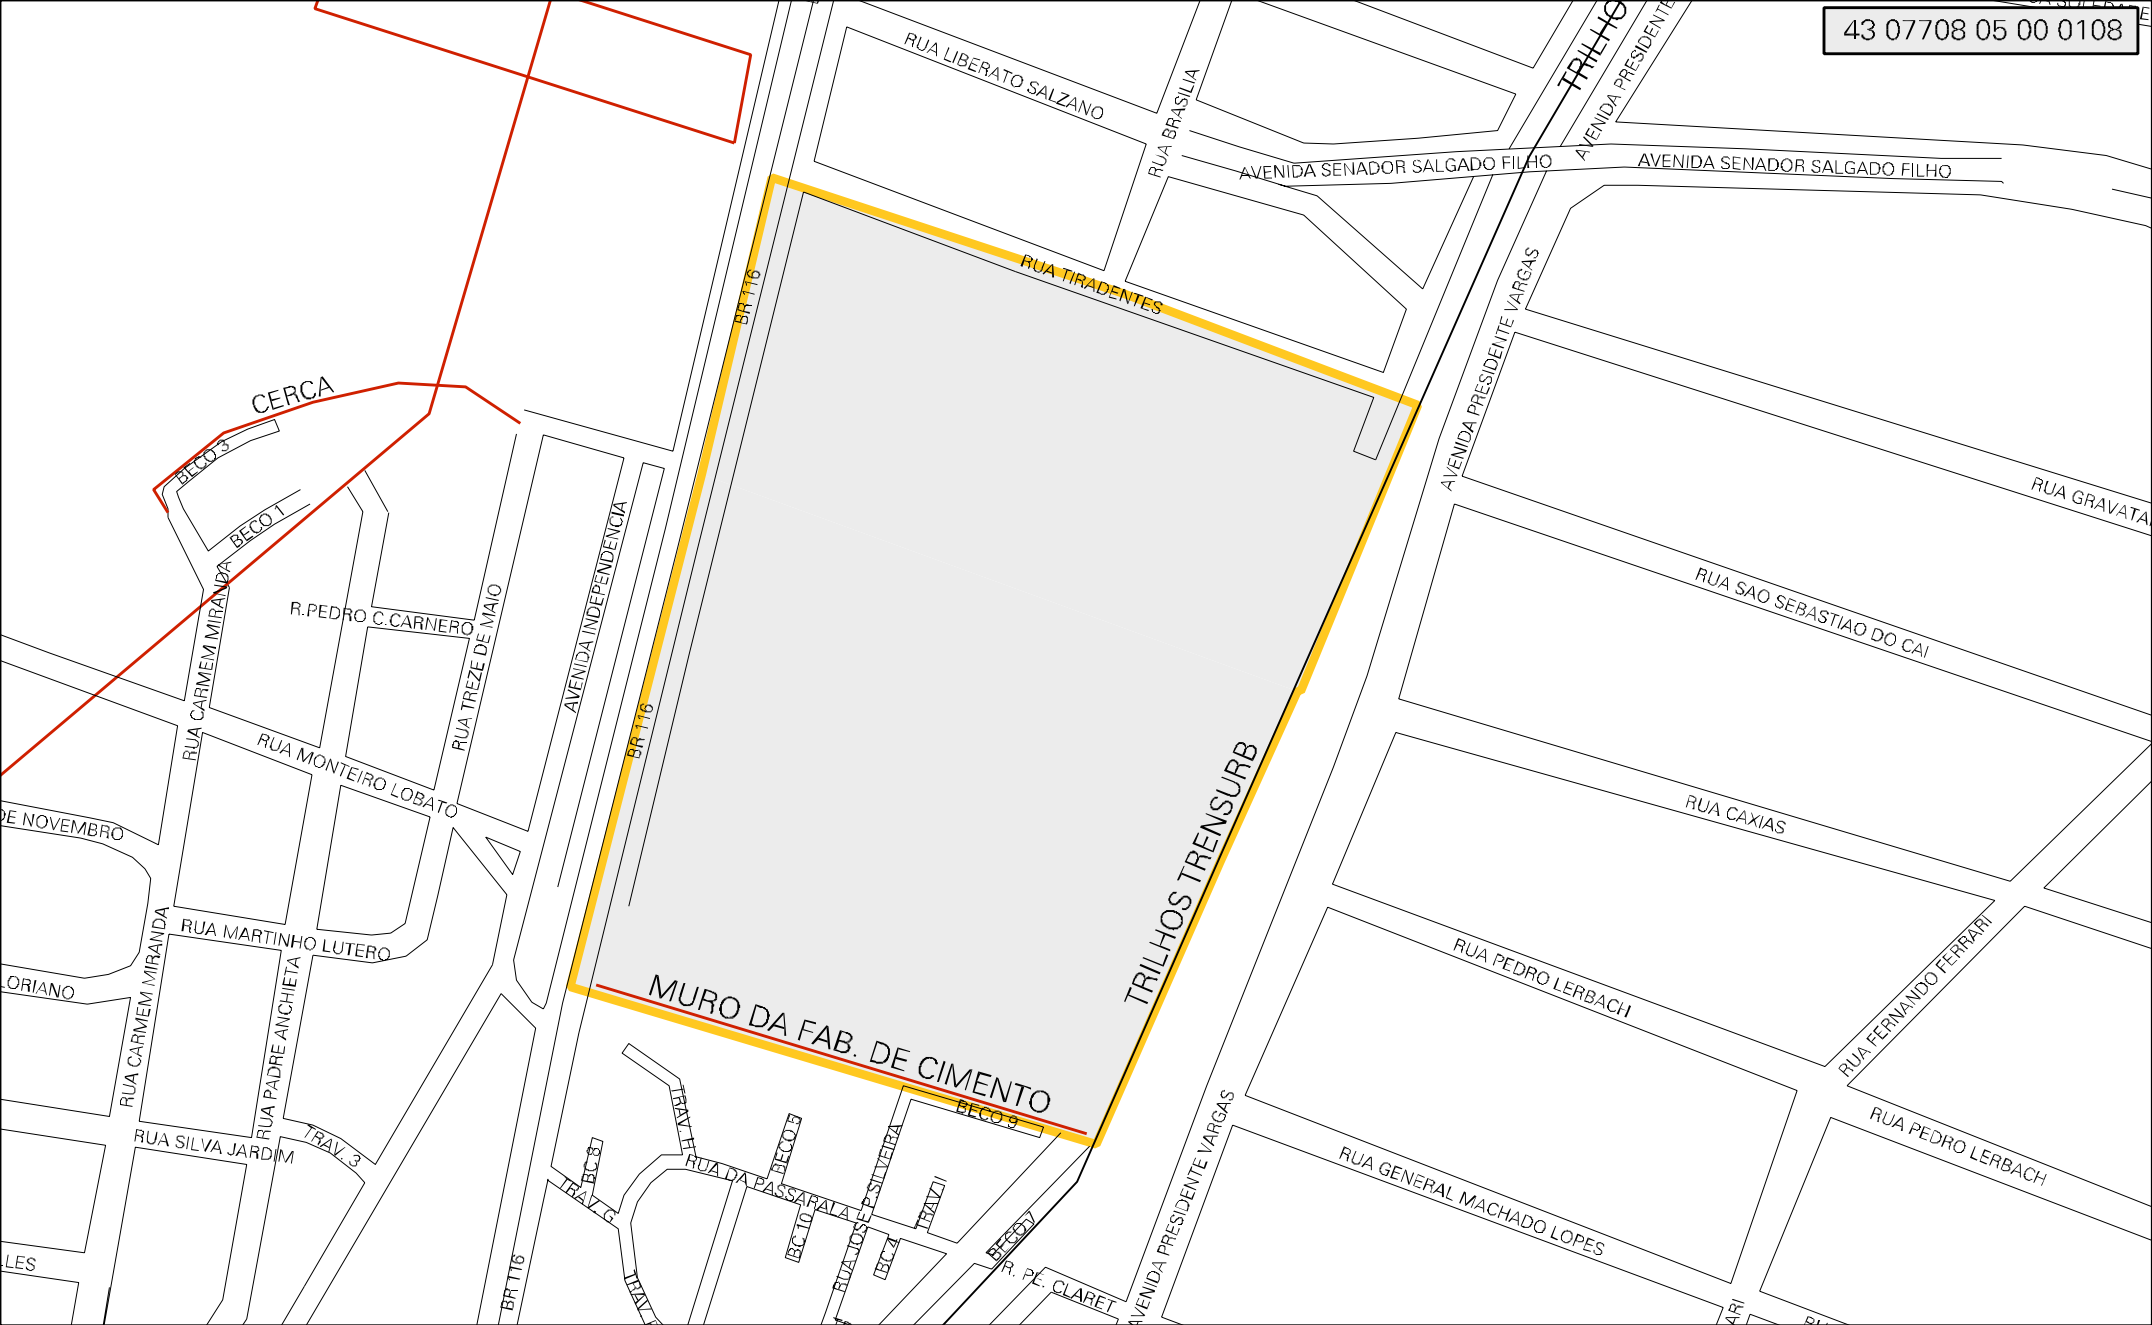 43 07708 05 00 0108
RUA LIBERATO SALZANO
RUA BRASILIA
TRILHO
AVENIDA PRESIDENTE
AVENIDA SENADOR SALGADO FILHO
AVENIDA SENADOR SALGADO FILHO
BR 116
RUA TIRADENTES
AVENIDA PRESIDENTE VARGAS
CERCA
BECO 3
BECO 1
RUA GRAVATA
AVENIDA INDEPENDENCIA
RUA CARMEM MIRANDA
R.PEDRO C.CARNERO
RUA TREZE DE MAIO
RUA SAO SEBASTIAO DO CAI
BR 116
RUA MONTEIRO LOBATO
TRILHOS TRENSURB
RUA CAXIAS
DE NOVEMBRO
RUA MARTINHO LUTERO
RUA CARMEM MIRANDA
RUA PADRE ANCHIETA
LORIANO
RUA PEDRO LERBACH
RUA FERNANDO FERRARI
MURO DA FAB. DE CIMENTO
BECO 9
TRAV. H
BECO 5
RUA JOSE P.SILVEIRA
AVENIDA PRESIDENTE VARGAS
RUA PEDRO LERBACH
RUA SILVA JARDIM
TRAV. 3
BC 8
RUA DA PASSARALA
TRAV. I
TRAV. G
BC 10
BC 4
BECO 7
RUA GENERAL MACHADO LOPES
R. PE. CLARET
LLES
BR 116
TRAV.
ARI